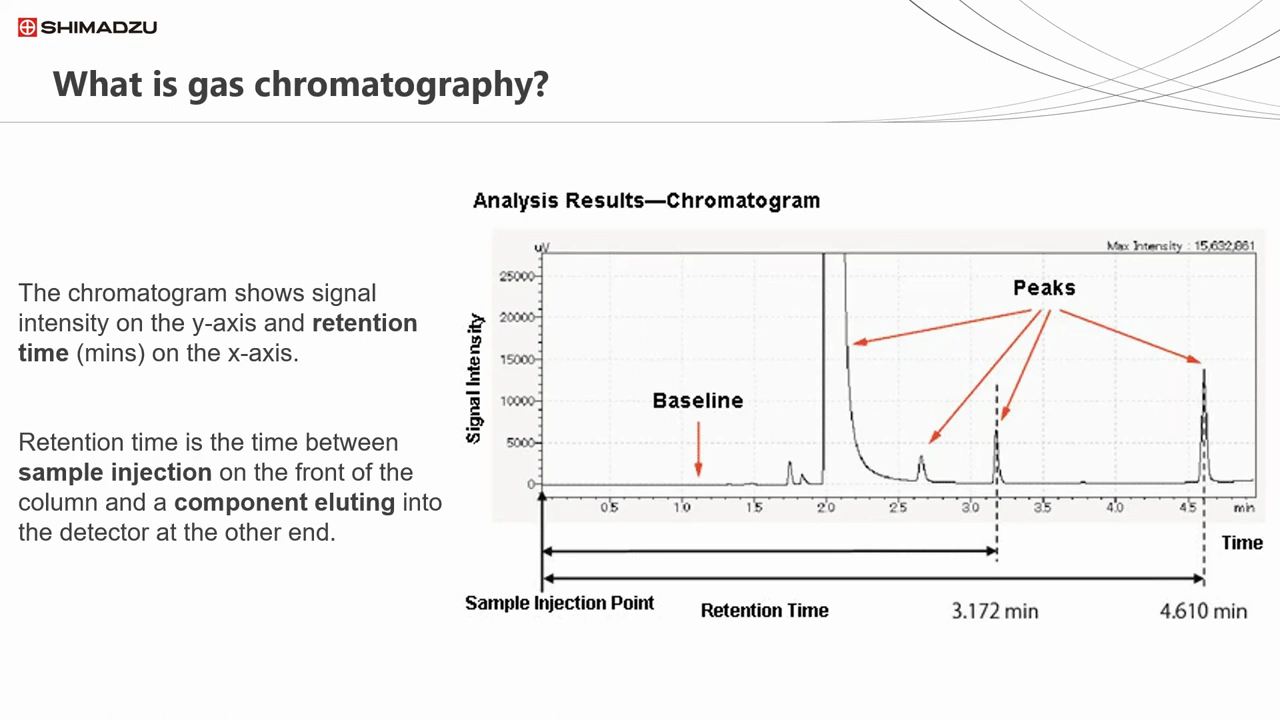 SHIMADZU
What is gas chromatography?
Analysis Results—Chromatogram
uV
Max Intensity : 15,632,861
25000
20000
15000
10000
5000
0
Signal Intensity
Peaks
Baseline
The chromatogram shows signal
intensity on the y-axis and retention
time (mins) on the x-axis.
Retention time is the time between
sample injection on the front of the
column and a component eluting into
the detector at the other end.
0.5 1.0 1.5 2.0 2.5 3.0 3.5 4.0 4.5 min
Time
Sample Injection Point
Retention Time
3.172 min
4.610 min